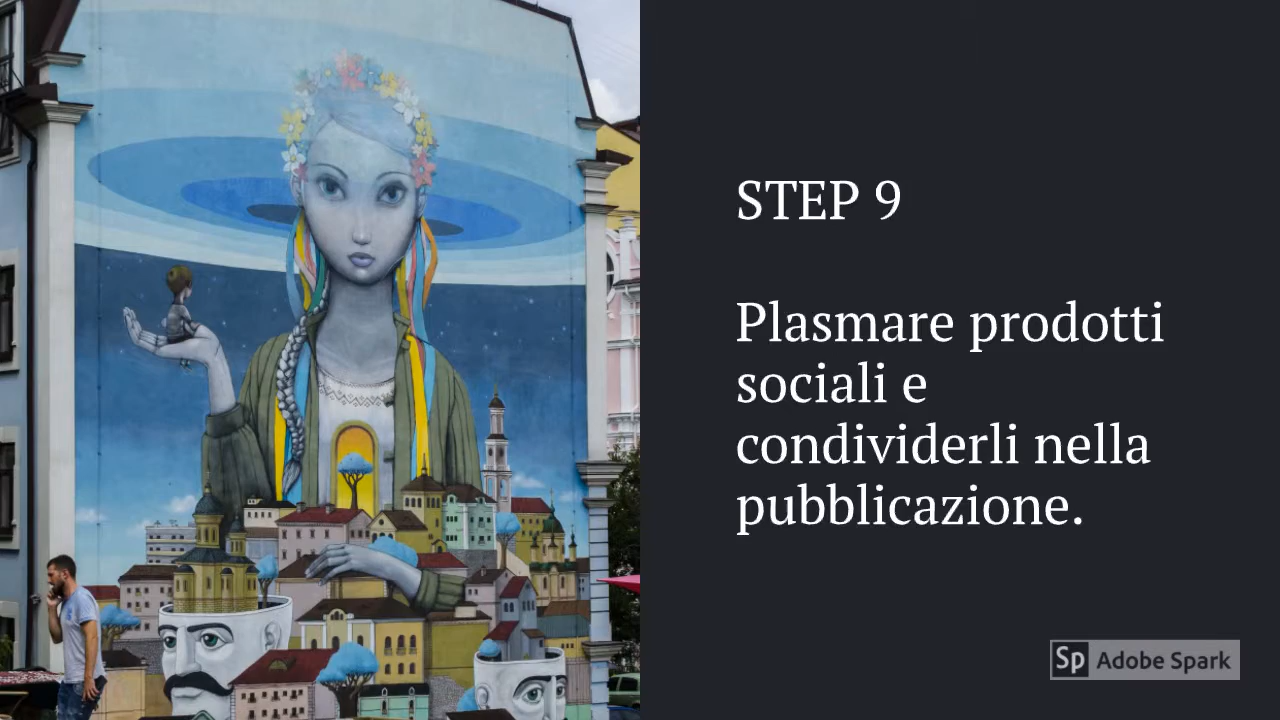 STEP 9
Plasmare prodotti
sociali e
condividerli nella
pubblicazione.
Sp Adobe Spark